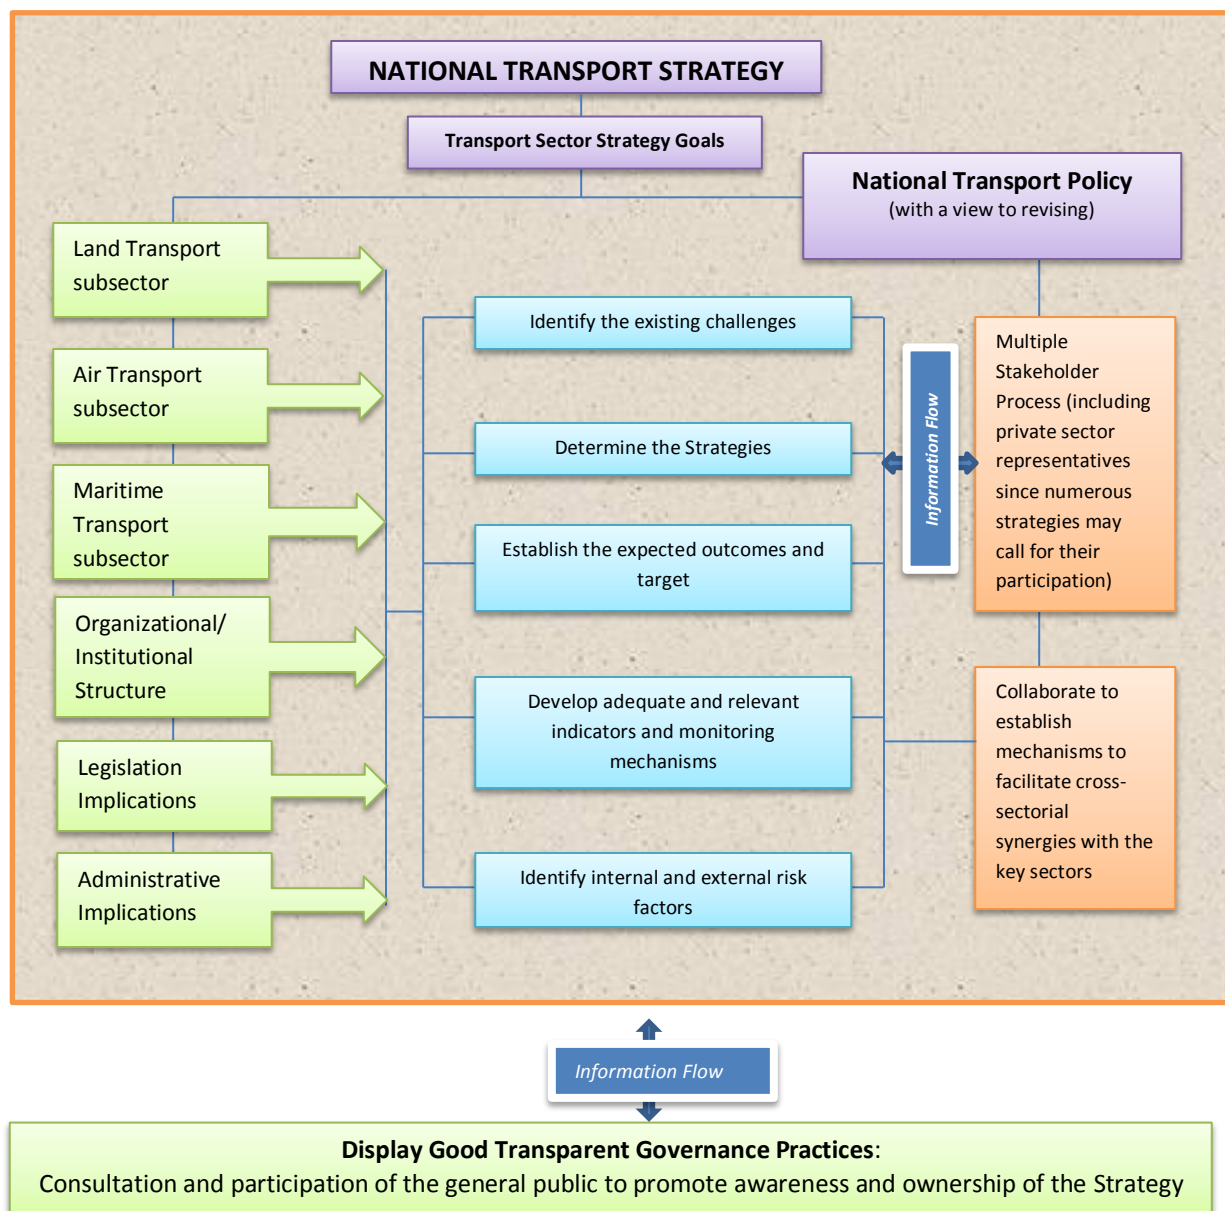 NATIONAL TRANSPORT STRATEGY
Transport Sector Strategy Goals
National Transport Policy
(with a view to revising)
Land Transport
subsector
Air Transport
subsector
Maritime
Transport
subsector
Organizational/
Institutional
Structure
Legislation
Implications
Administrative
Implications
Identify the existing challenges
Determine the Strategies
Establish the expected outcomes and
target
Develop adequate and relevant
indicators and monitoring
mechanisms
Identify internal and external risk
factors
Information Flow
Multiple
Stakeholder
Process (including
private sector
representatives
since numerous
strategies may
call for their
participation)
Collaborate to
establish
mechanisms to
facilitate cross-
sectorial
synergies with the
key sectors
Information Flow
Display Good Transparent Governance Practices:
Consultation and participation of the general public to promote awareness and ownership of the Strategy